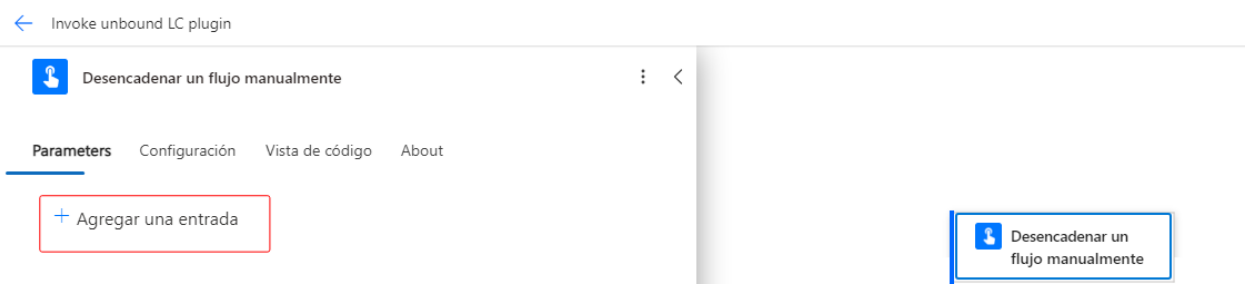 Invoke unbound LC plugin
Desencadenar un flujo manualmente
Parameters Configuración Vista de código About
Agregar una entrada
Desencadenar un
flujo manualmente